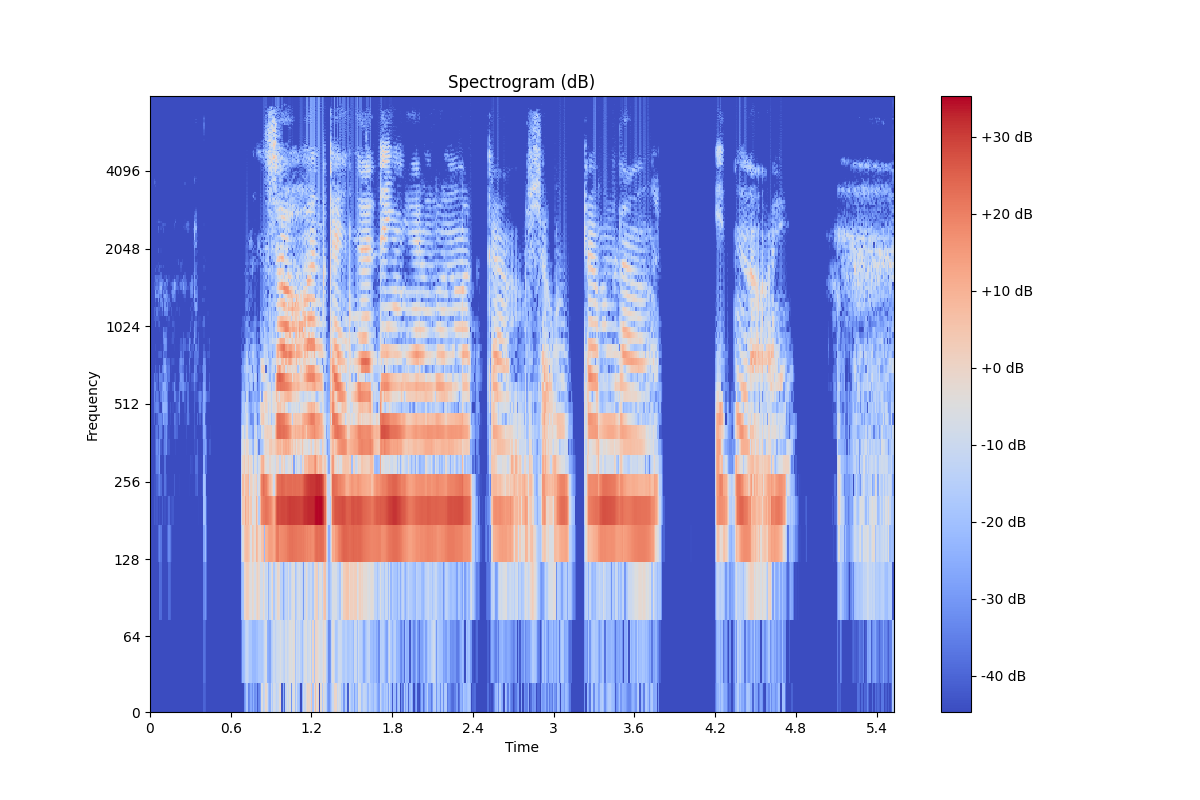 Spectrogram (dB)
4096
2048
1024
512
256
128
64
0
Frequency
0 0.6 1.2 1.8 2.4 3 3.6 4.2 4.8 5.4
Time
+30 dB
+20 dB
+10 dB
+0 dB
-10 dB
-20 dB
-30 dB
-40 dB